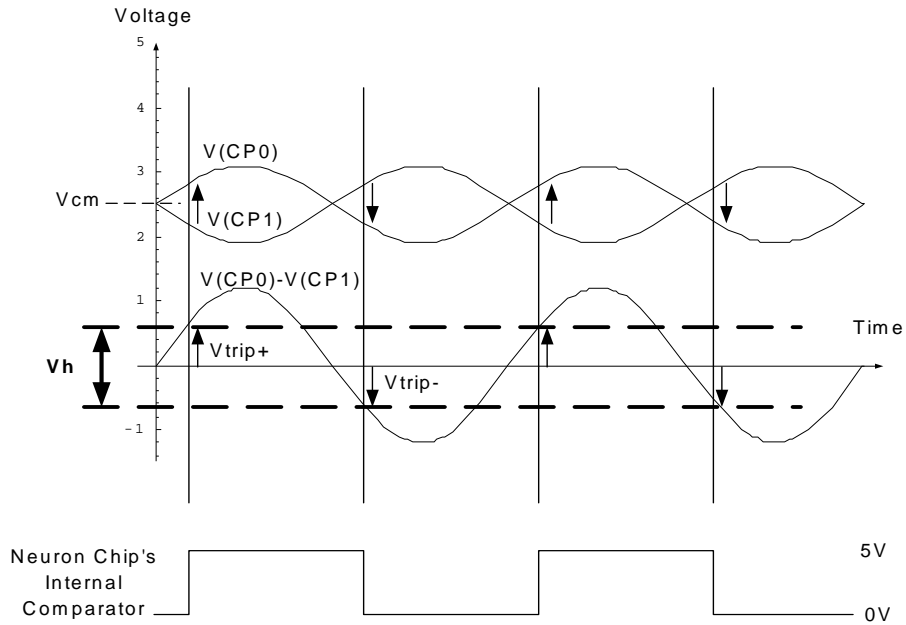 Voltage
5
4
V(CP0)
3
Vcm
V(CP1)
2
V(CP0)-V(CP1)
1
Time
Vtrip+
Vh
Vtrip-
-1
Neuron Chip's
Internal
Comparator
5V
0V